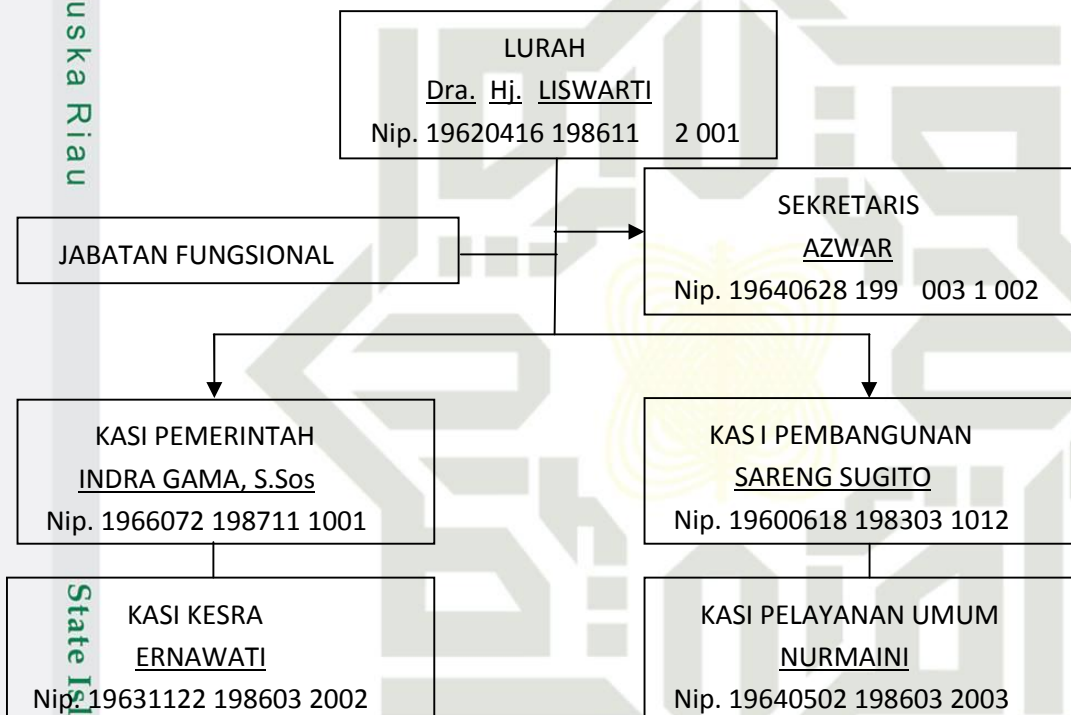 uska Riau
LURAH
Dra. Hj. LISWARTI
Nip. 19620416 198611 2 001
SEKRETARIS
AZWAR
Nip. 19640628 199 003 1 002
JABATAN FUNGSIONAL
KASI PEMERINTAH
INDRA GAMA, S.Sos
Nip. 1966072 198711 1001
KAS I PEMBANGUNAN
SARENG SUGITO
Nip. 19600618 198303 1012
KASI KESRA
ERNAWATI
Nip. 19631122 198603 2002
KASI PELAYANAN UMUM
NURMAINI
Nip. 19640502 198603 2003
State Isl